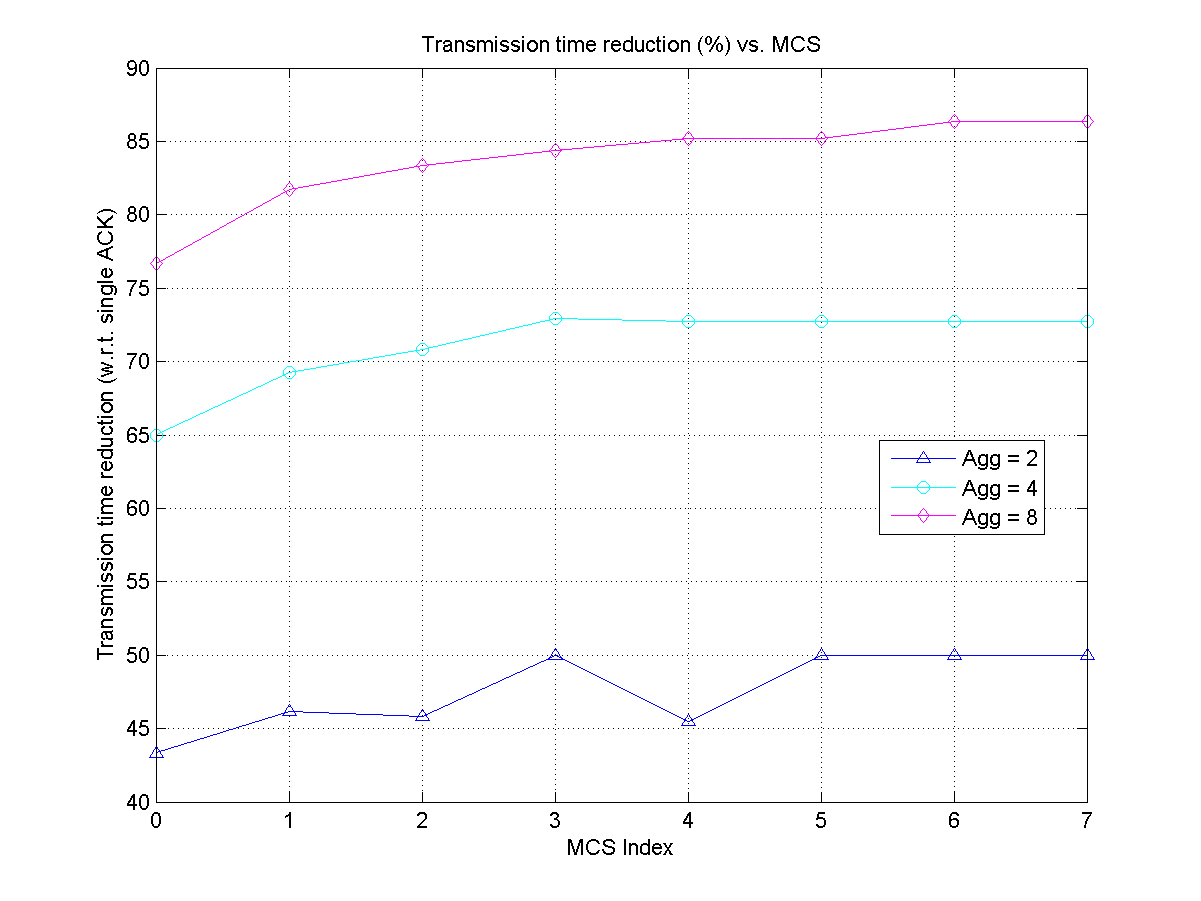 Transmission time reduction (%) vs. MCS
Transmission time reduction (w.r.t. single ACK)
90
85
80
75
70
65
60
55
50
45
40
Agg = 2
Agg = 4
Agg = 8
0 1 2 3 4 5 6 7
MCS Index